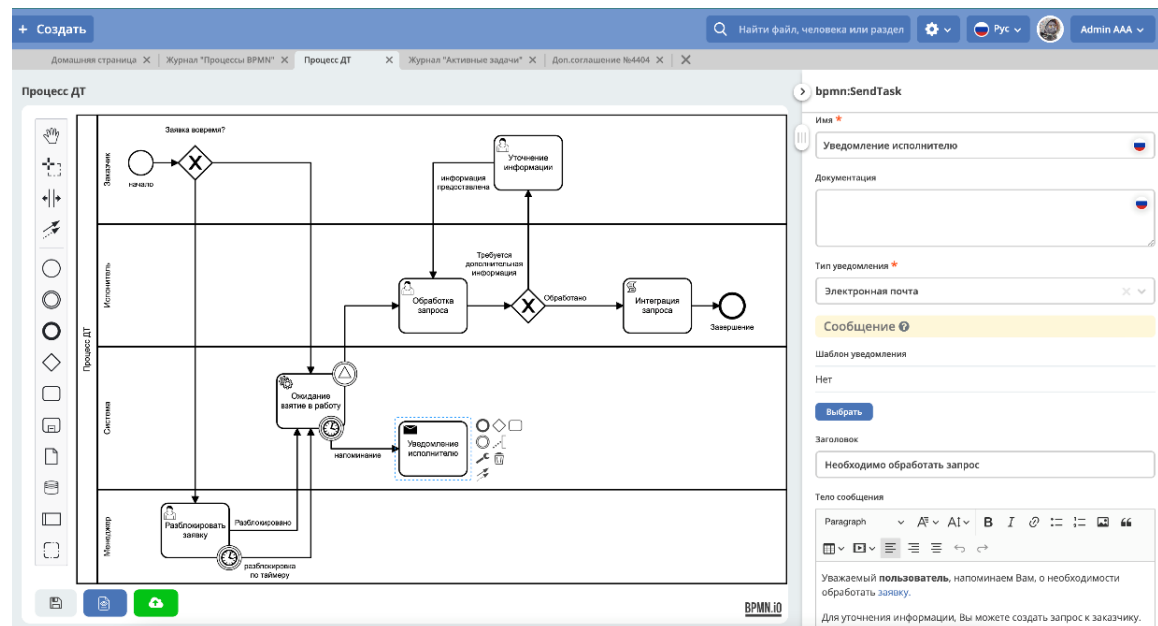 + Создать
Найти файл, человека или раздел
Рус
Admin AAA
Домашняя страница
Журнал "Процессы BPMN"
Процесс ДТ
Журнал "Активные задачи"
Доп.соглашение №4404
Процесс ДТ
Процесс ДТ
Заказчик
Заявка вовремя?
начало
информация
предоставлена
Уточнение
информации
Исполнитель
Требуется
дополнительная
информация
Обработка
запроса
Обработано
Интеграция
запроса
Завершение
Система
Ожидание
взятие в работу
напоминание
Уведомление
исполнителю
Менеджер
Разблокировать
заявку
Разблокировано
разблокировка
по таймеру
BPMN.iO
bpmn:SendTask
Имя *
Уведомление исполнителю
Документация
Тип уведомления *
Электронная почта
Сообщение
Шаблон уведомления
Нет
Выбрать
Заголовок
Необходимо обработать запрос
Тело сообщения
Paragraph
Уважаемый пользователь, напоминаем Вам, о необходимости
обработать заявку.
Для уточнения информации, Вы можете создать запрос к заказчику.